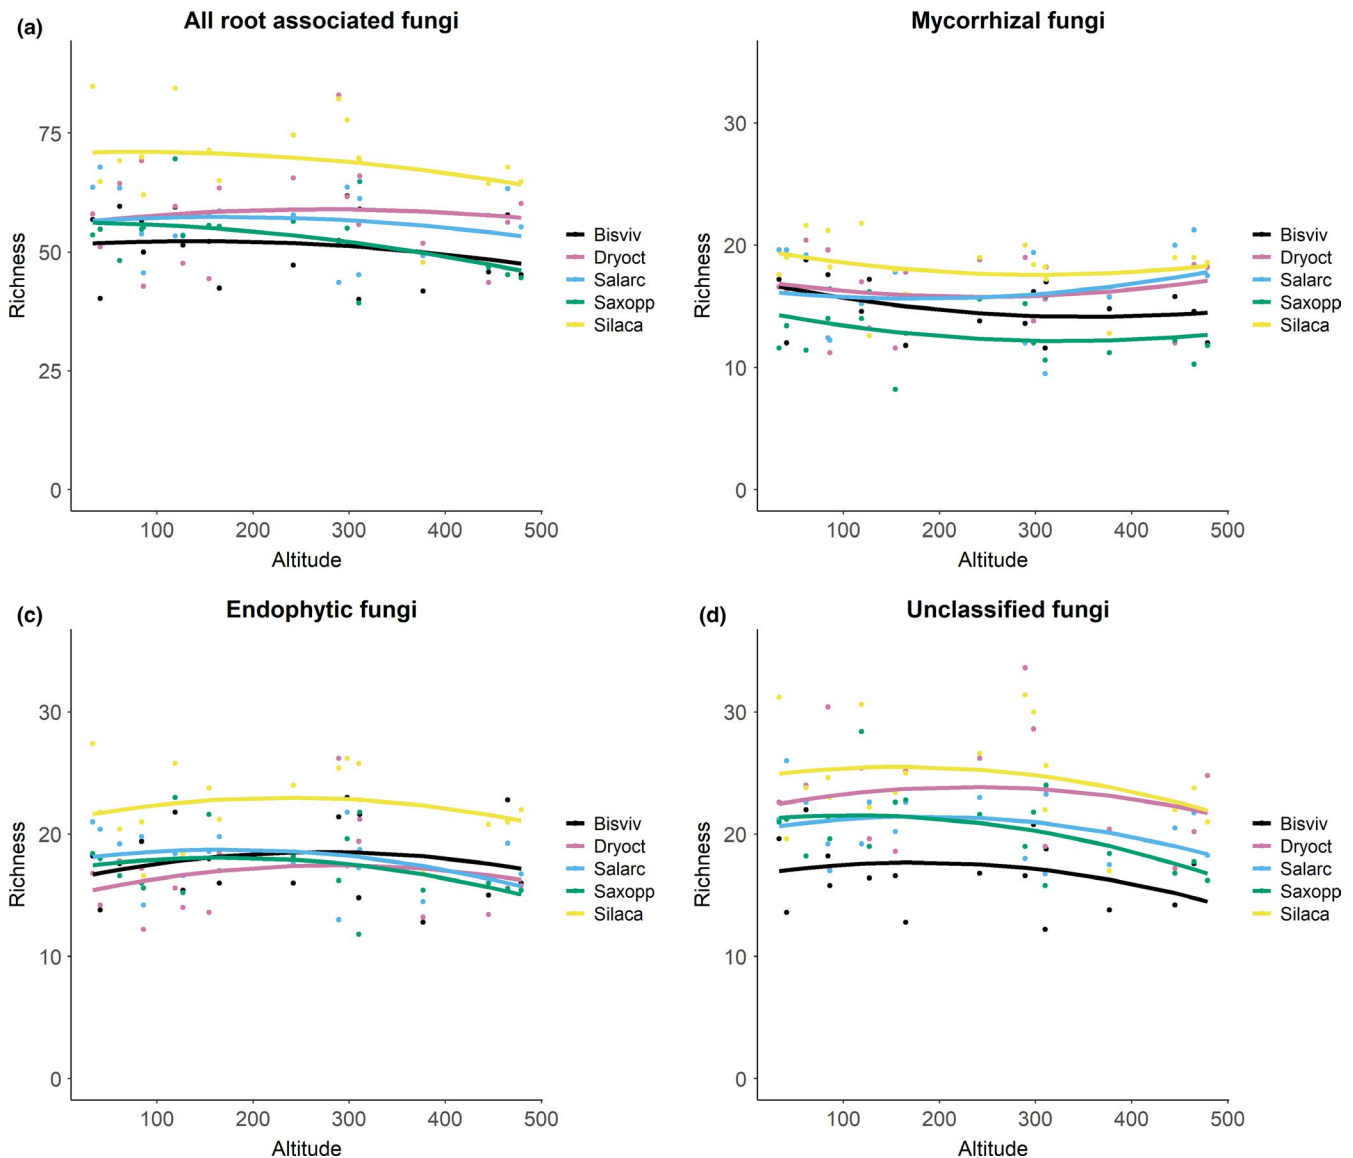 (a)
All root associated fungi
Richness
75
50
25
0
100 200 300 400 500
Altitude
Bisviv
Dryoct
Salarc
Saxopp
Silaca
Mycorrhizal fungi
Richness
30
20
10
0
100 200 300 400 500
Altitude
Bisviv
Dryoct
Salarc
Saxopp
Silaca
(c)
Endophytic fungi
Richness
30
20
10
0
100 200 300 400 500
Altitude
Bisviv
Dryoct
Salarc
Saxopp
Silaca
(d)
Unclassified fungi
Richness
30
20
10
0
100 200 300 400 500
Altitude
Bisviv
Dryoct
Salarc
Saxopp
Silaca